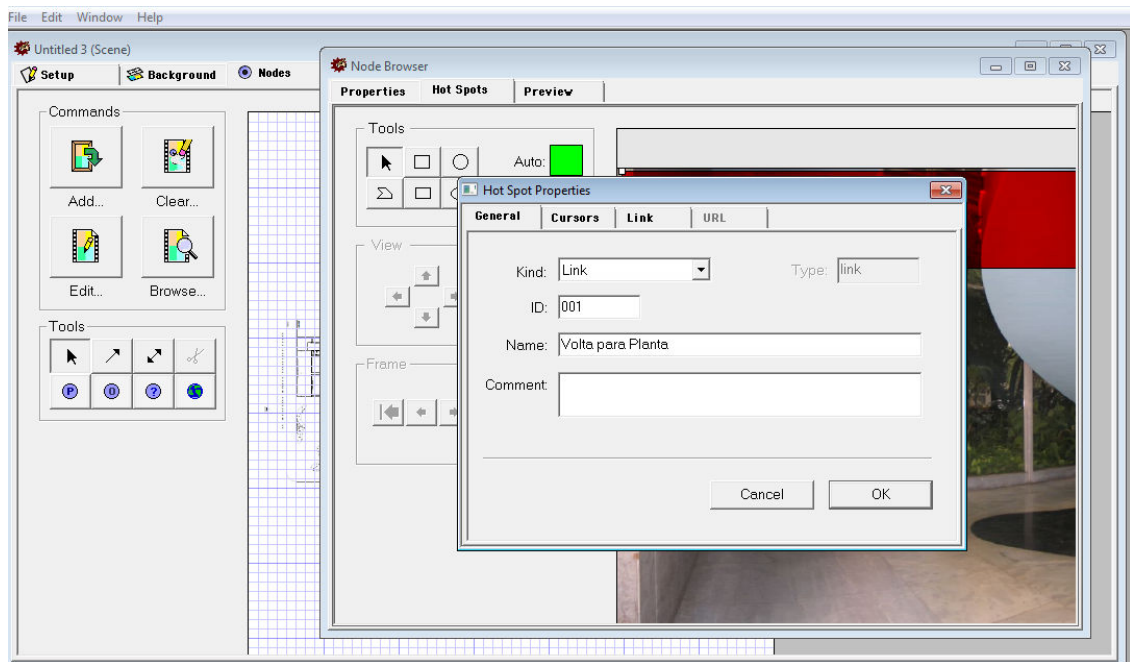 File Edit Window Help
Untitled 3 (Scene)
Setup Background Nodes
Commands
Add... Clear...
Edit... Browse...
Tools
P O ?
Node Browser
Properties Hot Spots Preview
Tools
Auto:
View
Frame
Hot Spot Properties
General Cursors Link URL
Kind: Link Type: link
ID: 001
Name: Volta para Planta
Comment:
Cancel OK